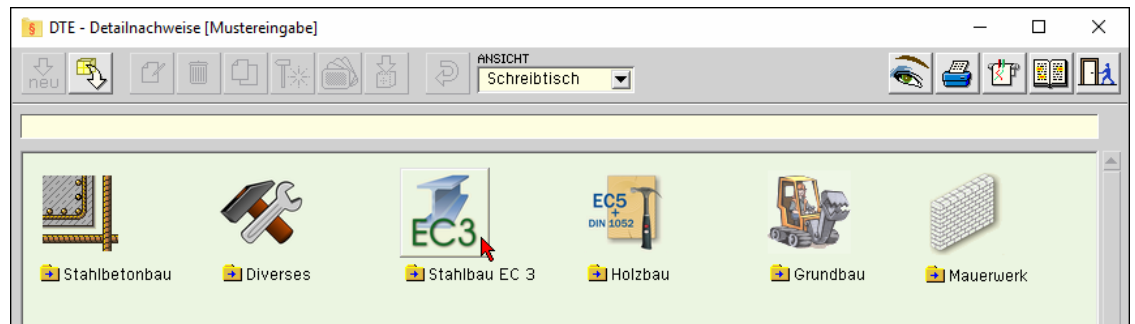 § DTE - Detailnachweise [Mustereingabe]
neu
ANSICHT
Schreibtisch
EC3
EC5
+
DIN 1052
Stahlbetonbau
Diverses
Stahlbau EC 3
Holzbau
Grundbau
Mauerwerk